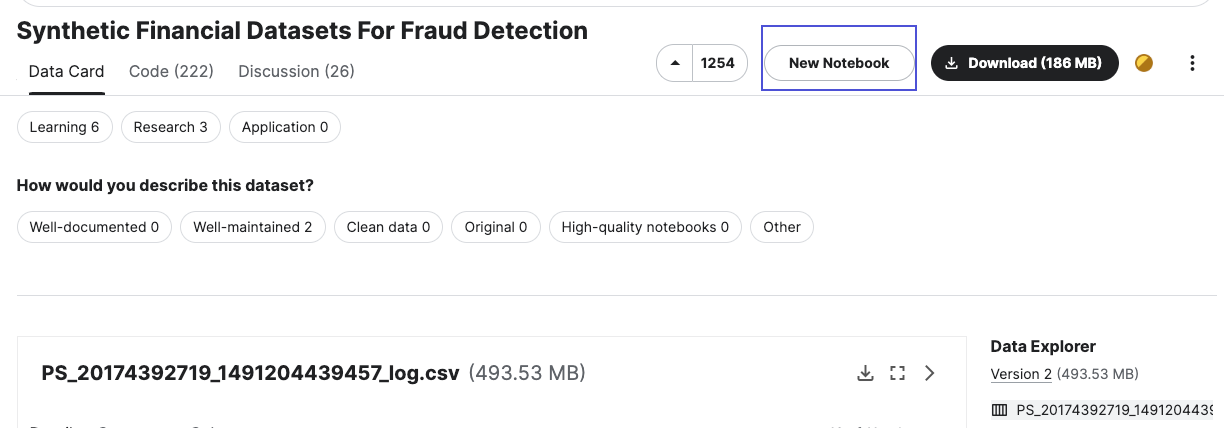 Synthetic Financial Datasets For Fraud Detection
Data Card Code (222) Discussion (26)
1254 New Notebook Download (186 MB)
Learning 6 Research 3 Application 0
How would you describe this dataset?
Well-documented 0 Well-maintained 2 Clean data 0 Original 0 High-quality notebooks 0 Other
PS_20174392719_1491204439457_log.csv (493.53 MB)
Data Explorer
Version 2 (493.53 MB)
PS_20174392719_1491204439